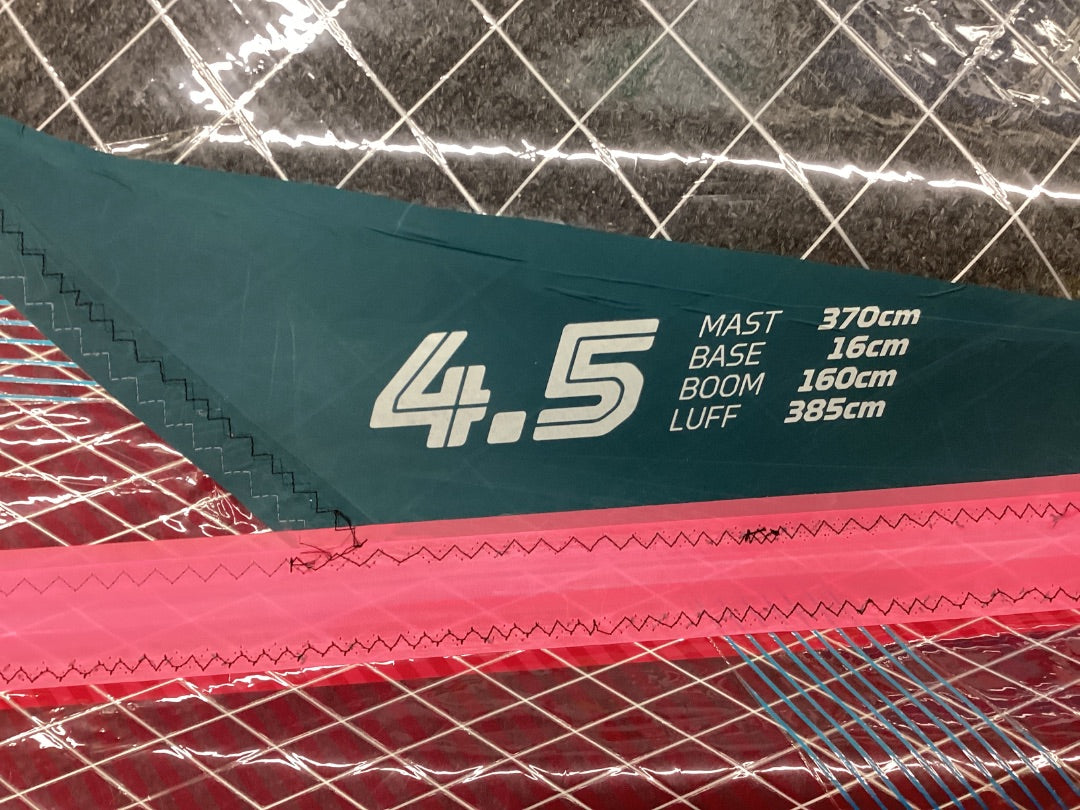 4.5
MAST 370cm
BASE 16cm
BOOM 160cm
LUFF 385cm